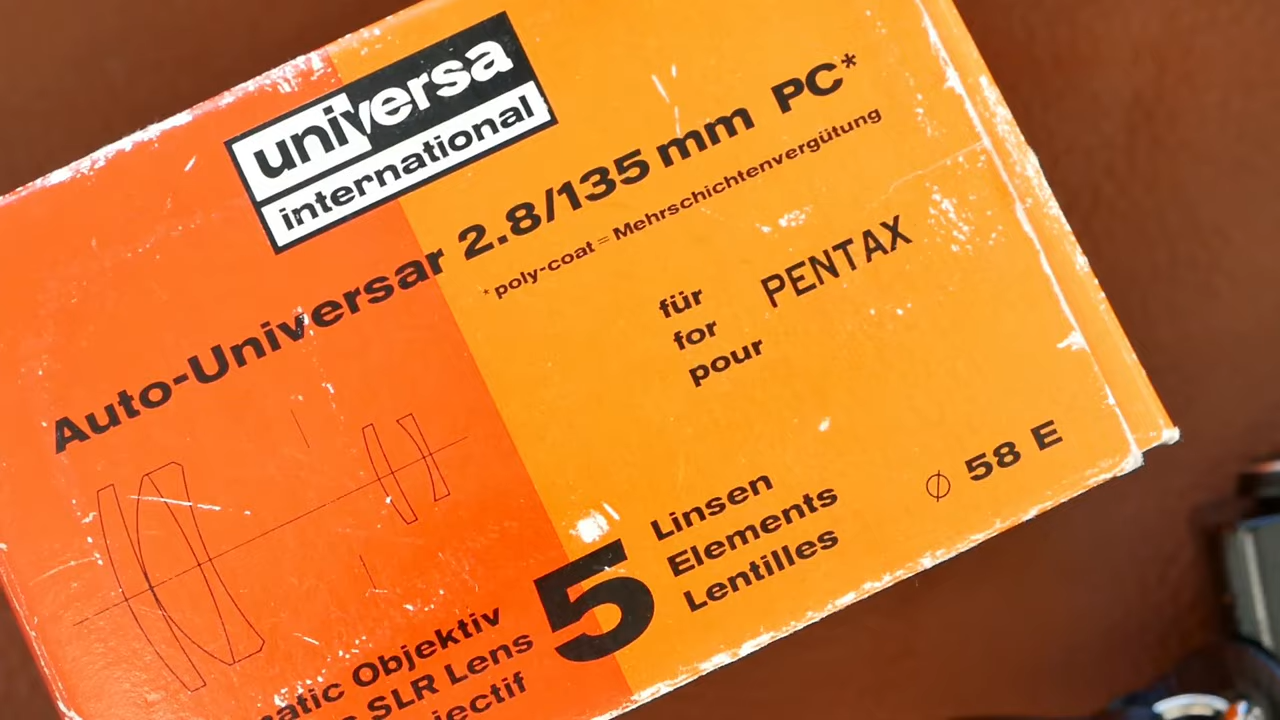 universa
international
Auto-Universar 2.8/135 mm PC*
*poly-coat = Mehrschichtenvergütung
für
for
pour
PENTAX
5
Linsen
Elements
Lentilles
Ø 58 E
Objektiv
SLR Lens